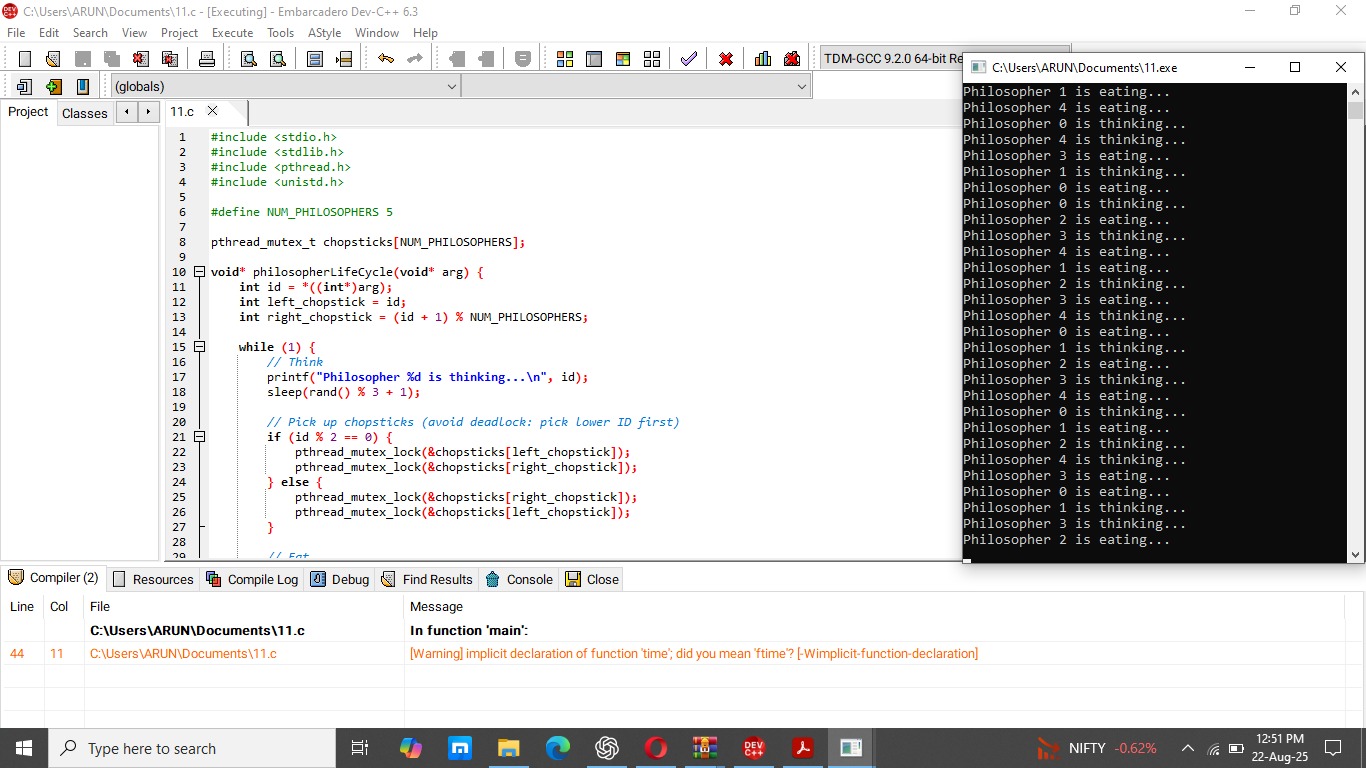 C:\Users\ARUN\Documents\11.c - [Executing] - Embarcadero Dev-C++ 6.3
File Edit Search View Project Execute Tools AStyle Window Help
TDM-GCC 9.2.0 64-bit Re
(globals)
Project Classes
11.c
1 #include <stdio.h>
2 #include <stdlib.h>
3 #include <pthread.h>
4 #include <unistd.h>
5
6 #define NUM_PHILOSOPHERS 5
7
8 pthread_mutex_t chopsticks[NUM_PHILOSOPHERS];
9
10 void* philosopherLifeCycle(void* arg) {
11 int id = *((int*)arg);
12 int left_chopstick = id;
13 int right_chopstick = (id + 1) % NUM_PHILOSOPHERS;
14
15 while (1) {
16 // Think
17 printf("Philosopher %d is thinking...\n", id);
18 sleep(rand() % 3 + 1);
19
20 // Pick up chopsticks (avoid deadlock: pick lower ID first)
21 if (id % 2 == 0) {
22 pthread_mutex_lock(&chopsticks[left_chopstick]);
23 pthread_mutex_lock(&chopsticks[right_chopstick]);
24 } else {
25 pthread_mutex_lock(&chopsticks[right_chopstick]);
26 pthread_mutex_lock(&chopsticks[left_chopstick]);
27 }
28
29 // Eat
C:\Users\ARUN\Documents\11.exe
Philosopher 1 is eating...
Philosopher 4 is eating...
Philosopher 0 is thinking...
Philosopher 4 is thinking...
Philosopher 3 is eating...
Philosopher 1 is thinking...
Philosopher 0 is eating...
Philosopher 0 is thinking...
Philosopher 2 is eating...
Philosopher 3 is thinking...
Philosopher 4 is eating...
Philosopher 1 is eating...
Philosopher 2 is thinking...
Philosopher 3 is eating...
Philosopher 4 is thinking...
Philosopher 0 is eating...
Philosopher 1 is thinking...
Philosopher 2 is eating...
Philosopher 3 is thinking...
Philosopher 4 is eating...
Philosopher 0 is thinking...
Philosopher 1 is eating...
Philosopher 2 is thinking...
Philosopher 4 is thinking...
Philosopher 3 is eating...
Philosopher 0 is eating...
Philosopher 1 is thinking...
Philosopher 3 is thinking...
Philosopher 2 is eating...
Compiler (2) Resources Compile Log Debug Find Results Console Close
Line Col File Message
C:\Users\ARUN\Documents\11.c In function 'main':
44 11 C:\Users\ARUN\Documents\11.c [Warning] implicit declaration of function 'time'; did you mean 'ftime'? [-Wimplicit-function-declaration]
Type here to search
DEV C++
NIFTY -0.62%
12:51 PM
22-Aug-25